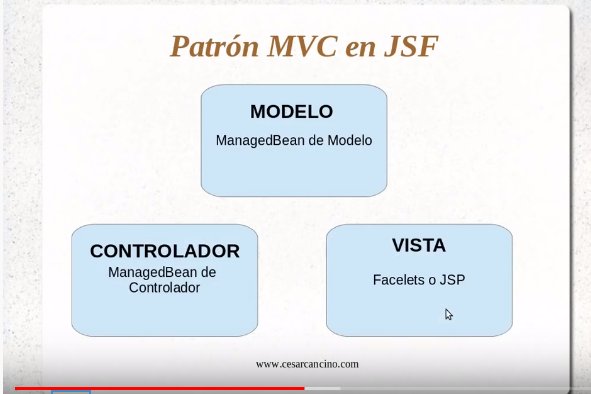 Patrón MVC en JSF
MODELO
ManagedBean de Modelo
CONTROLADOR
ManagedBean de
Controlador
VISTA
Facelets o JSP
www.cesarcancino.com